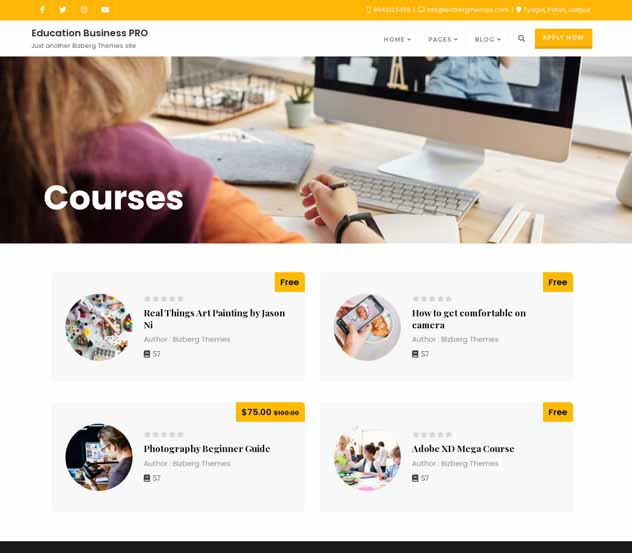 9849923499 | info@bizbergthemes.com | Tyagal, Patan, Lalitpur
Education Business PRO
Just another Bizberg Themes site
HOME PAGES BLOG APPLY NOW
Courses
Free
Real Things Art Painting by Jason
Ni
Author : Bizberg Themes
57
Free
How to get comfortable on
camera
Author : Bizberg Themes
57
$75.00 $100.00
Photography Beginner Guide
Author : Bizberg Themes
57
Free
Adobe XD Mega Course
Author : Bizberg Themes
57